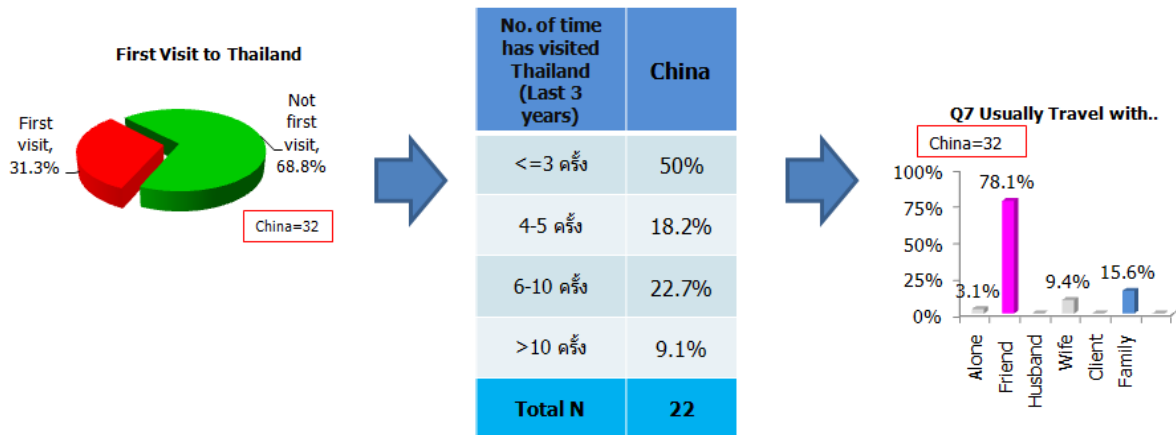 First Visit to Thailand
First
visit,
31.3%
Not
first
visit,
68.8%
China=32
No. of time
has visited
Thailand
(Last 3
years)
China
<=3 ครั้ง
50%
4-5 ครั้ง
18.2%
6-10 ครั้ง
22.7%
>10 ครั้ง
9.1%
Total N
22
Q7 Usually Travel with..
China=32
100%
75%
50%
25%
0%
3.1%
78.1%
9.4%
15.6%
Alone
Friend
Husband
Wife
Client
Family